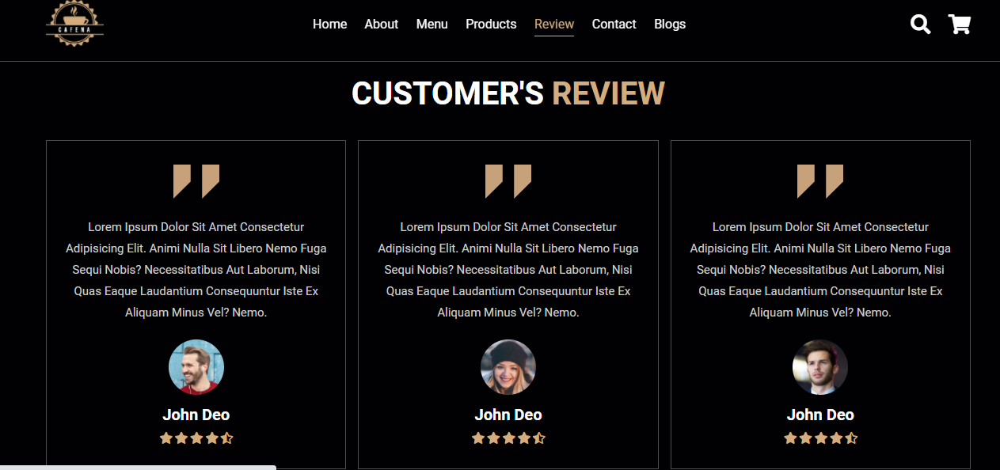 CAFENA
Home About Menu Products Review Contact Blogs
CUSTOMER'S REVIEW
Lorem Ipsum Dolor Sit Amet Consectetur
Adipisicing Elit. Animi Nulla Sit Libero Nemo Fuga
Sequi Nobis? Necessitatibus Aut Laborum, Nisi
Quas Eaque Laudantium Consequuntur Iste Ex
Aliquam Minus Vel? Nemo.
John Deo
Lorem Ipsum Dolor Sit Amet Consectetur
Adipisicing Elit. Animi Nulla Sit Libero Nemo Fuga
Sequi Nobis? Necessitatibus Aut Laborum, Nisi
Quas Eaque Laudantium Consequuntur Iste Ex
Aliquam Minus Vel? Nemo.
John Deo
Lorem Ipsum Dolor Sit Amet Consectetur
Adipisicing Elit. Animi Nulla Sit Libero Nemo Fuga
Sequi Nobis? Necessitatibus Aut Laborum, Nisi
Quas Eaque Laudantium Consequuntur Iste Ex
Aliquam Minus Vel? Nemo.
John Deo